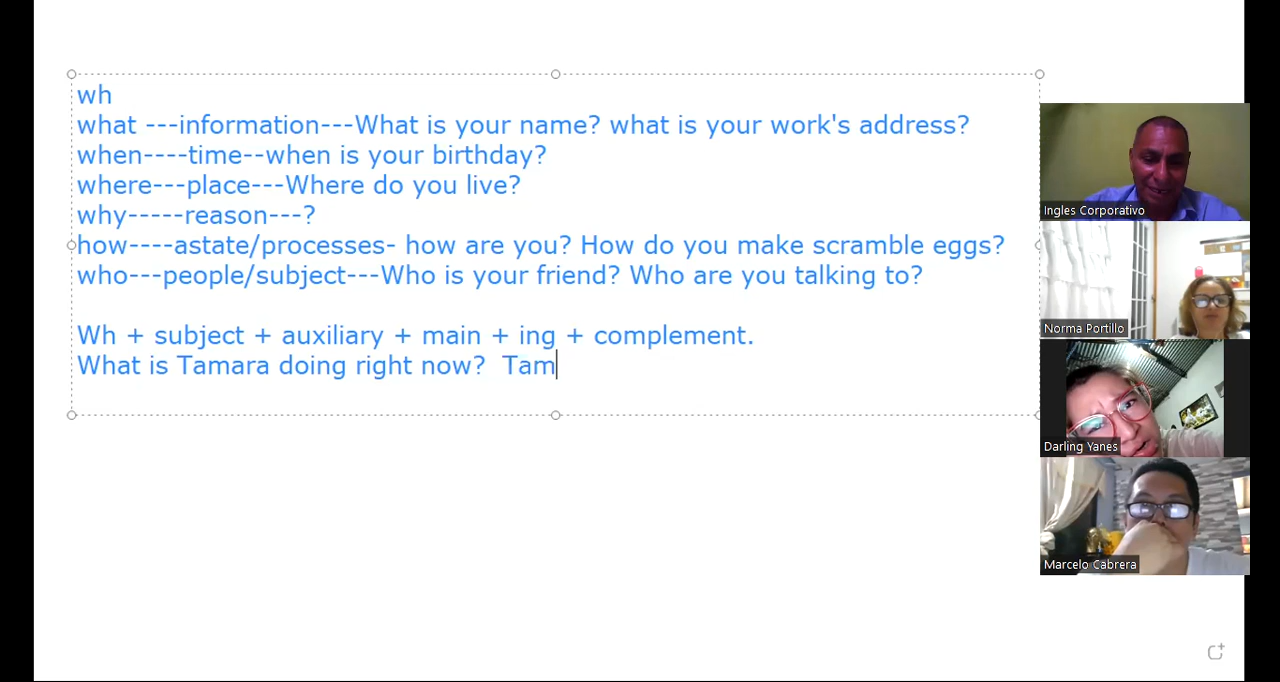 wh
what ---information---What is your name? what is your work's address?
when----time--when is your birthday?
where---place---Where do you live?
why-----reason---?
how----astate/processes- how are you? How do you make scramble eggs?
who---people/subject---Who is your friend? Who are you talking to?
Wh + subject + auxiliary + main + ing + complement.
What is Tamara doing right now?  Tam
Ingles Corporativo
Norma Portillo
Darling Yanes
Marcelo Cabrera